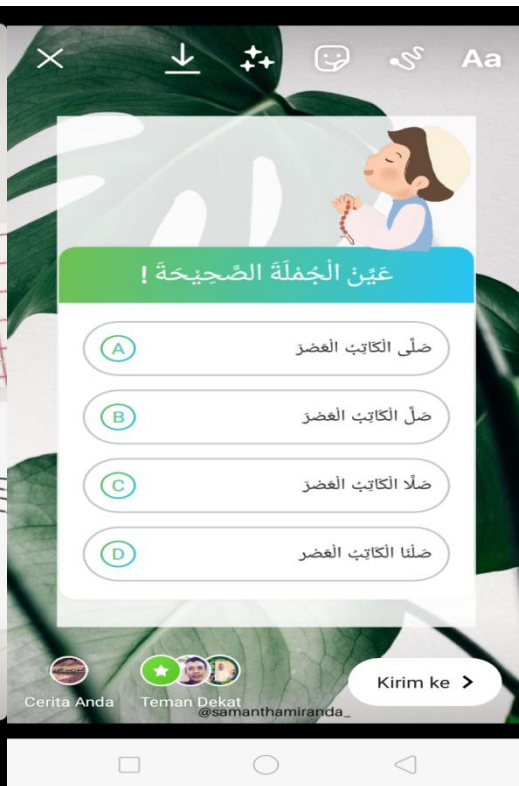 Aa
عَيِّنْ الْجُمْلَةَ الصَّحِيْحَةَ !
A صَلَّى الْكَاتِبُ الْعَصْرَ
B صَلَّ الْكَاتِبُ الْعَصْرَ
C صَلَّا الْكَاتِبُ الْعَصْرَ
D صَلْنَا الْكَاتِبُ الْعَصْر
Kirim ke
Cerita Anda Teman Dekat
@samanthamiranda_